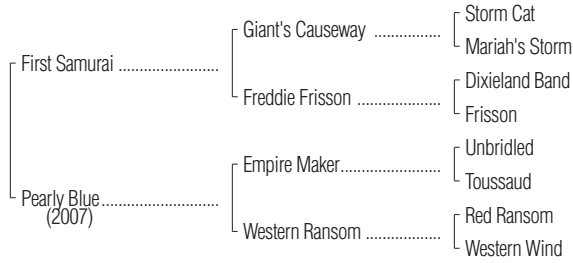 Storm Cat
Giant's Causeway ..................
Mariah's Storm
First Samurai .......................
Dixieland Band
Freddie Frisson ...................
Frisson
Unbridled
Empire Maker.......................
Toussaud
Pearly Blue...........................
(2007)
Red Ransom
Western Ransom .................
Western Wind